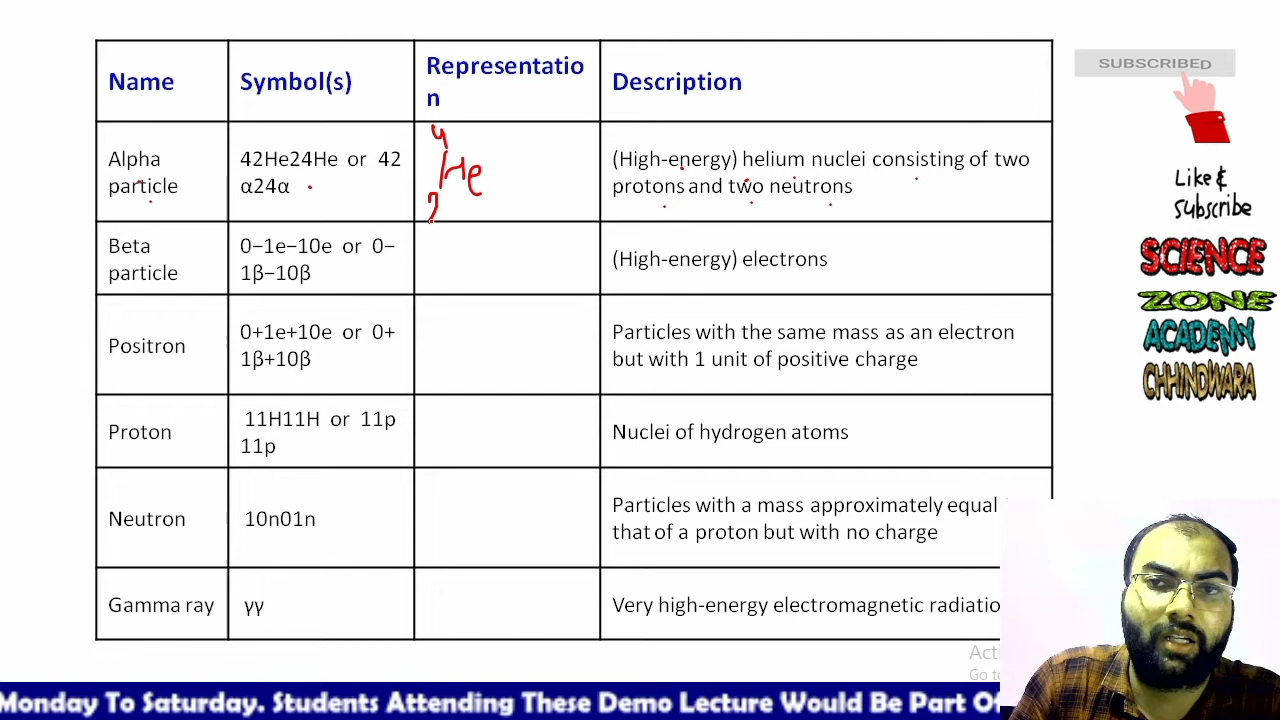 Name Symbol(s) Representatio
n Description
Alpha
particle
42He24He or 42
α24α
4
He
2
(High-energy) helium nuclei consisting of two
protons and two neutrons
Beta
particle
0−1e−10e or 0−
1β−10β
(High-energy) electrons
Positron
0+1e+10e or 0+
1β+10β
Particles with the same mass as an electron
but with 1 unit of positive charge
Proton
11H11H or 11p
11p
Nuclei of hydrogen atoms
Neutron
10n01n
Particles with a mass approximately equal
that of a proton but with no charge
Gamma ray
γγ
Very high-energy electromagnetic radiatio
SUBSCRIBED
Like &
Subscribe
SCIENCE
ZONE
ACADEMY
CHHINDWARA
Go to
Monday To Saturday. Students Attending These Demo Lecture Would Be Part Of